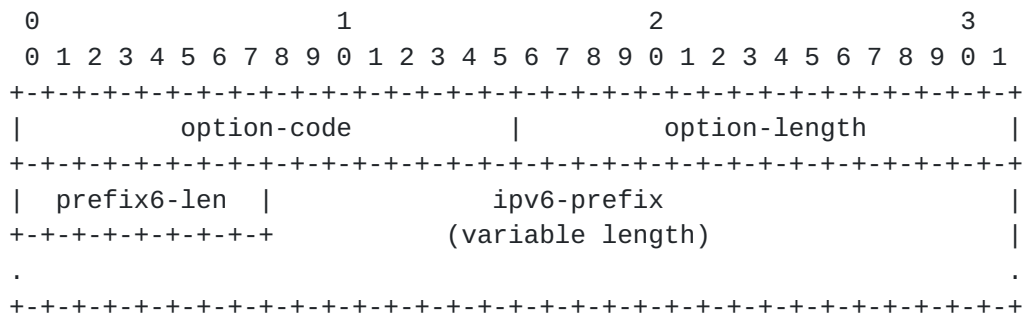 0                   1                   2                   3
 0 1 2 3 4 5 6 7 8 9 0 1 2 3 4 5 6 7 8 9 0 1 2 3 4 5 6 7 8 9 0 1
+-+-+-+-+-+-+-+-+-+-+-+-+-+-+-+-+-+-+-+-+-+-+-+-+-+-+-+-+-+-+-+-+
|          option-code          |         option-length         |
+-+-+-+-+-+-+-+-+-+-+-+-+-+-+-+-+-+-+-+-+-+-+-+-+-+-+-+-+-+-+-+-+
|  prefix6-len  |              ipv6-prefix                      |
+-+-+-+-+-+-+-+-+           (variable length)                   |
.                                                               .
+-+-+-+-+-+-+-+-+-+-+-+-+-+-+-+-+-+-+-+-+-+-+-+-+-+-+-+-+-+-+-+-+